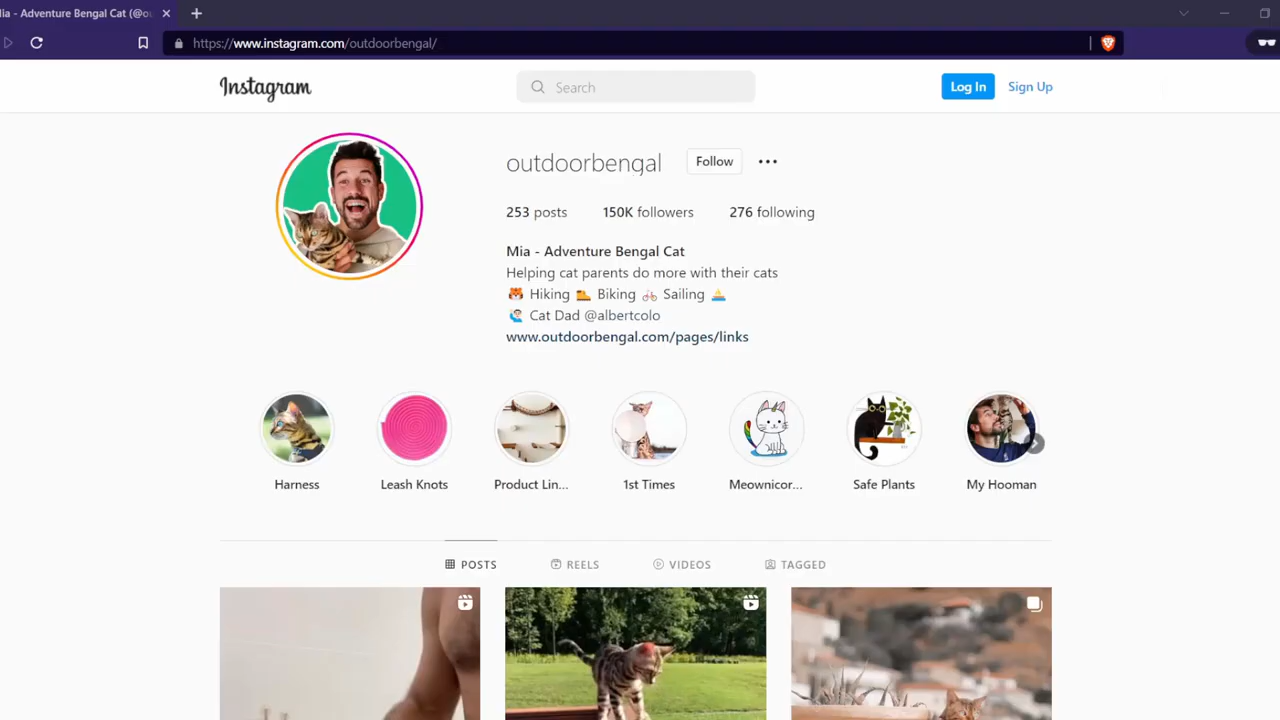 Mia - Adventure Bengal Cat (@ou
https://www.instagram.com/outdoorbengal/
Instagram
Search
Log In
Sign Up
outdoorbengal
Follow
253 posts
150K followers
276 following
Mia - Adventure Bengal Cat
Helping cat parents do more with their cats
🐯 Hiking 🥾 Biking 🚲 Sailing ⛵
🙋🏻‍♂️ Cat Dad @albertcolo
www.outdoorbengal.com/pages/links
Harness
Leash Knots
Product Lin...
1st Times
Meownicor...
Safe Plants
My Hooman
POSTS
REELS
VIDEOS
TAGGED